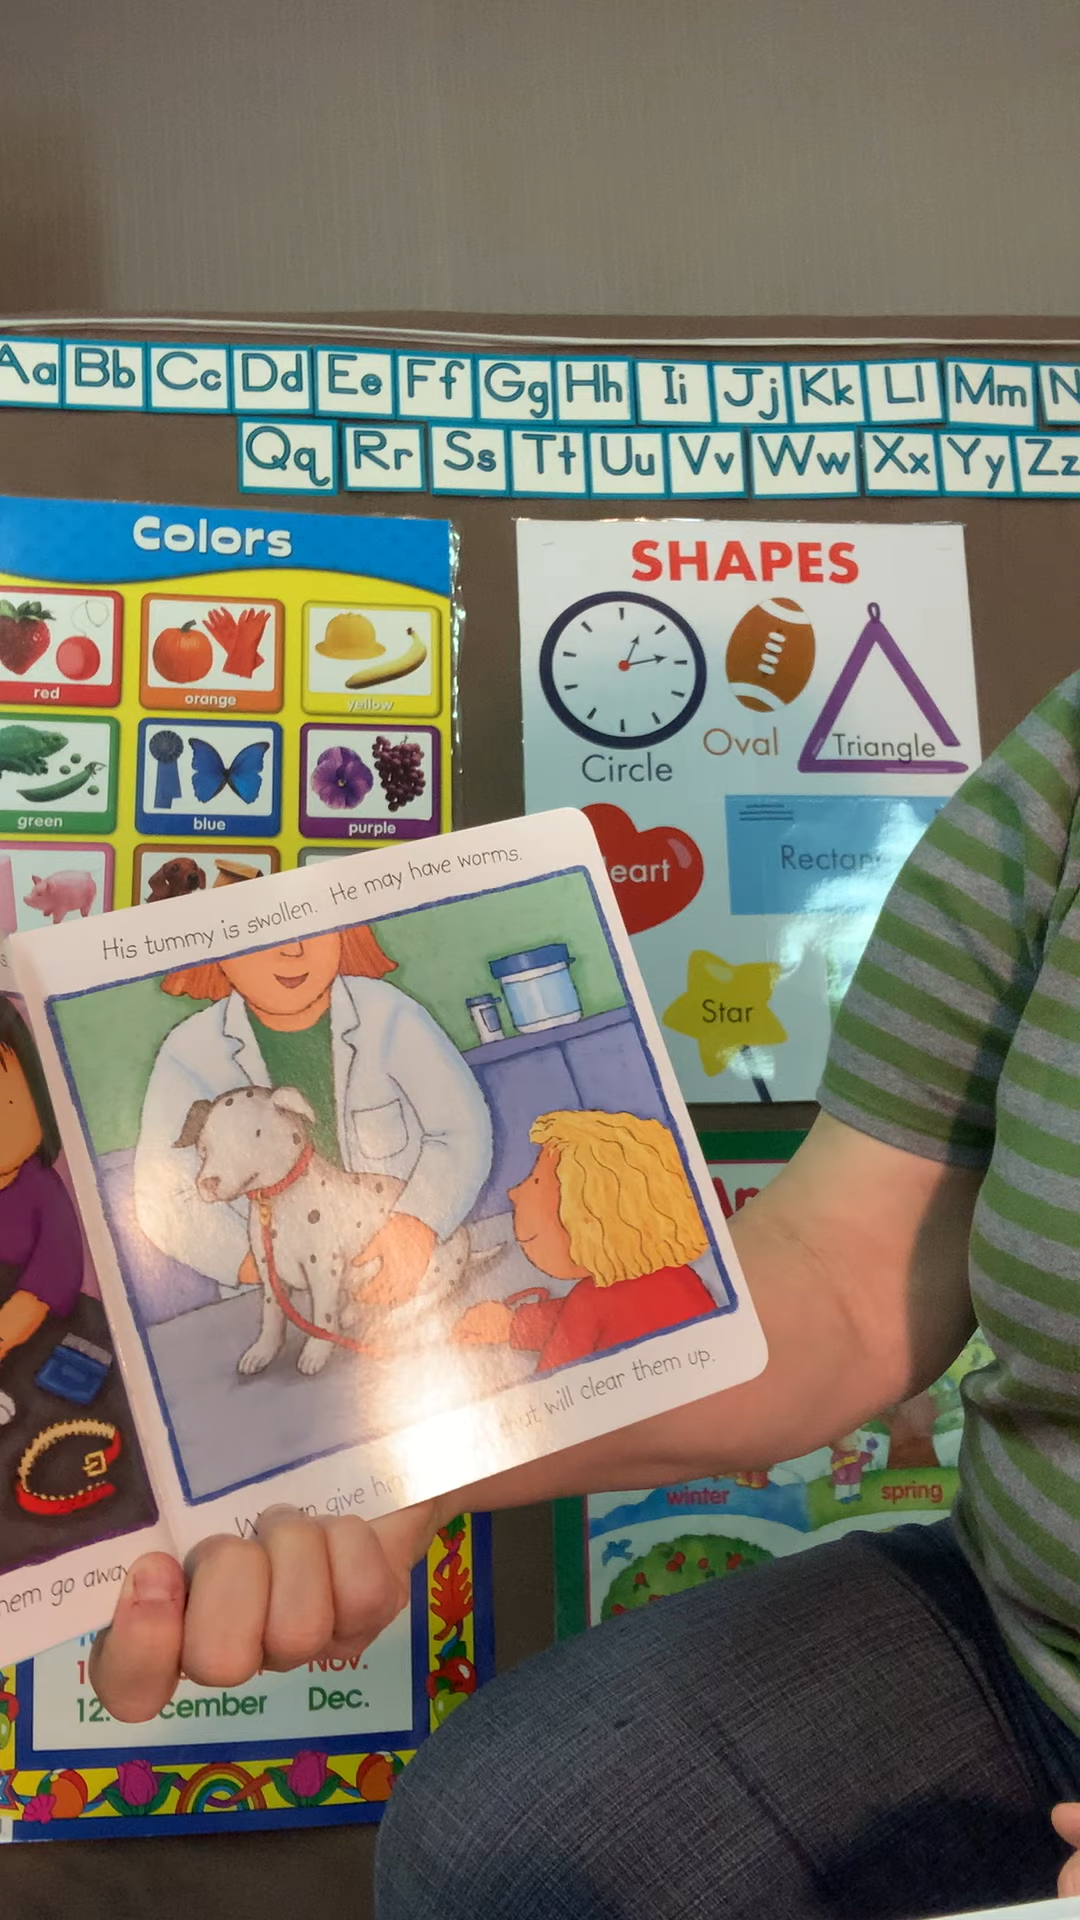 Aa Bb Cc Dd Ee Ff Gg Hh Ii Jj Kk Ll Mm N
Qq Rr Ss Tt Uu Vv Ww Xx Yy Zz
Colors
red orange yellow
green blue purple
SHAPES
Circle Oval Triangle
eart Rectan
Star
His tummy is swollen. He may have worms.
give that will clear them up.
hem go away
winter spring
Nov.
12. cember Dec.